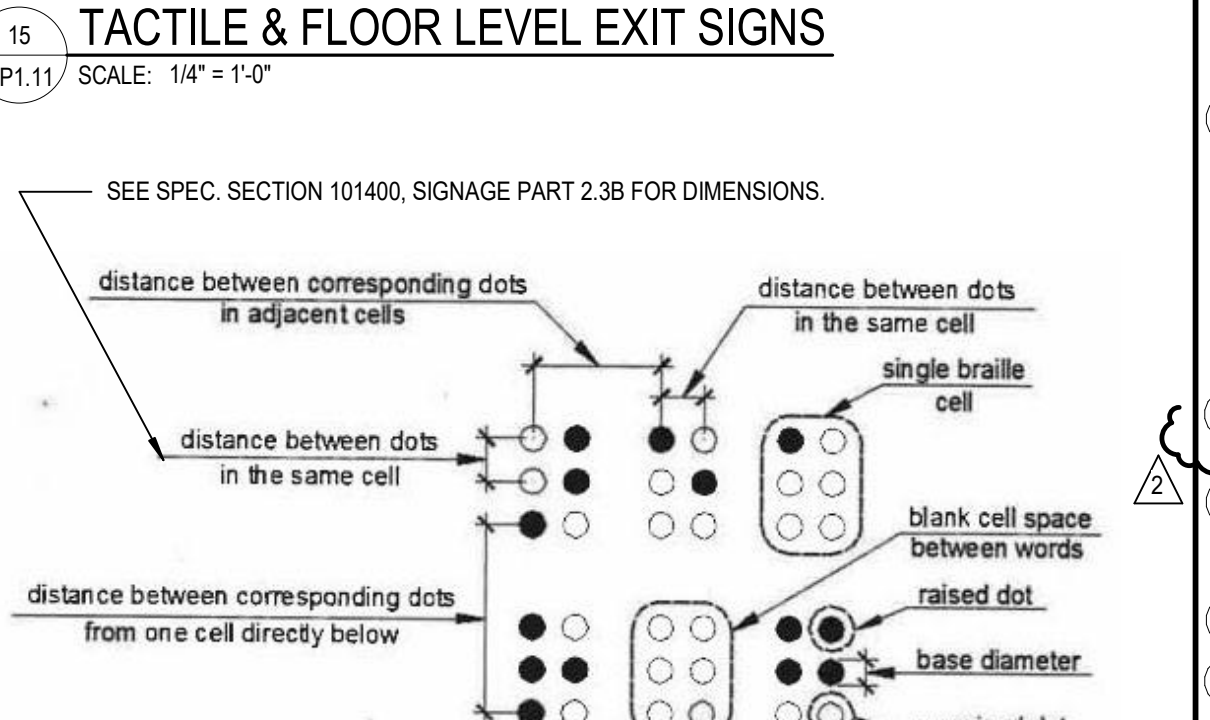 15
TACTILE & FLOOR LEVEL EXIT SIGNS
P1.11
SCALE: 1/4" = 1'-0"
SEE SPEC. SECTION 101400, SIGNAGE PART 2.3B FOR DIMENSIONS.
distance between corresponding dots
in adjacent cells
distance between dots
in the same cell
single braille
cell
distance between dots
in the same cell
2
blank cell space
between words
raised dot
distance between corresponding dots
from one cell directly below
base diameter